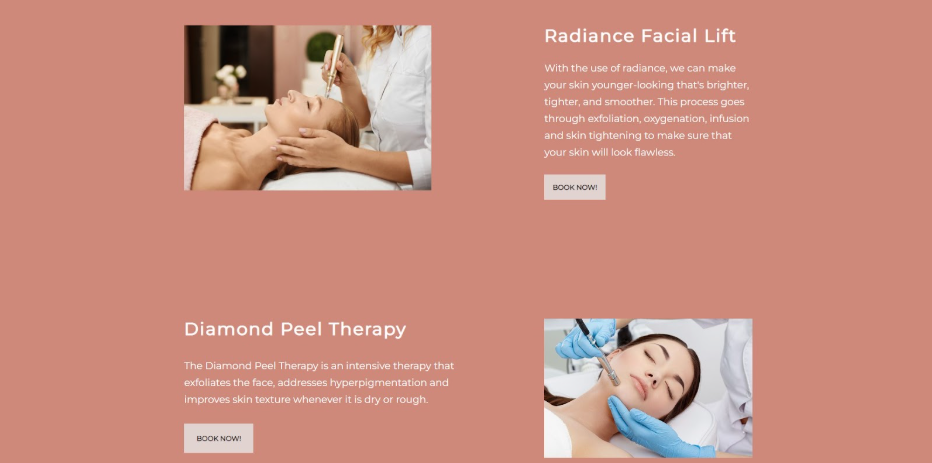 Radiance Facial Lift
With the use of radiance, we can make
your skin younger-looking that's brighter,
tighter, and smoother. This process goes
through exfoliation, oxygenation, infusion
and skin tightening to make sure that
your skin will look flawless.
BOOK NOW!
Diamond Peel Therapy
The Diamond Peel Therapy is an intensive therapy that
exfoliates the face, addresses hyperpigmentation and
improves skin texture whenever it is dry or rough.
BOOK NOW!